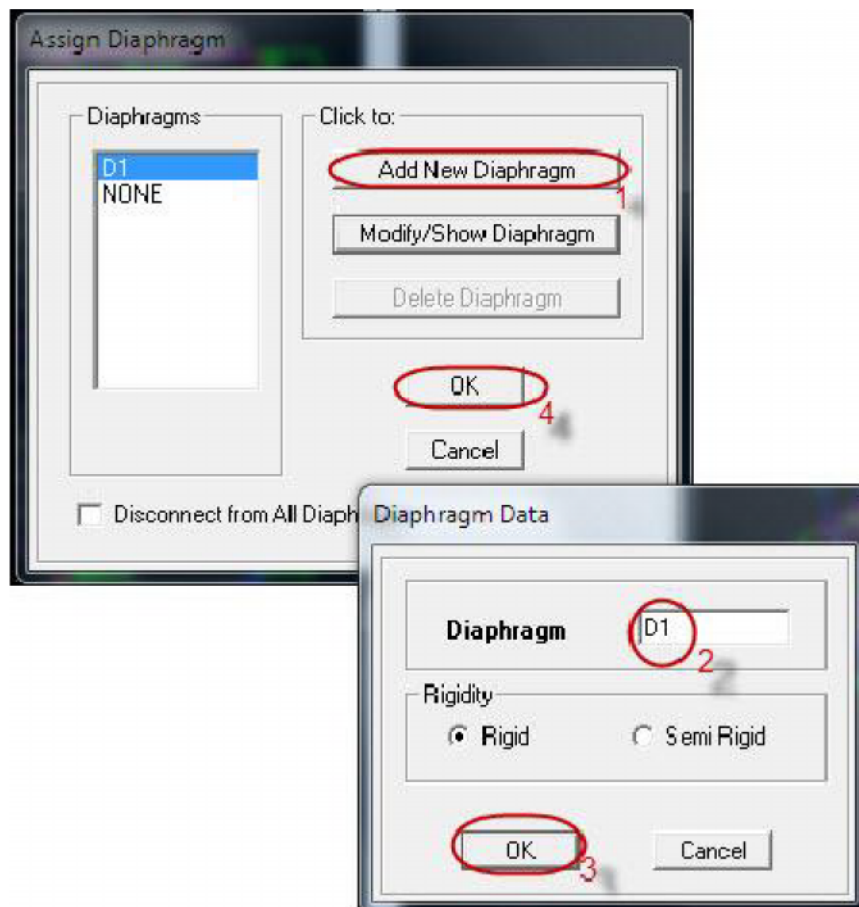 Assign Diaphragm
Diaphragms
D1
NONE
Click to:
Add New Diaphragm
1.
Modify/Show Diaphragm
Delete Diaphragm
OK
4
Cancel
Disconnect from All Diaph
Diaphragm Data
Diaphragm
D1
2
Rigidity
Rigid
Semi Rigid
OK
3
Cancel